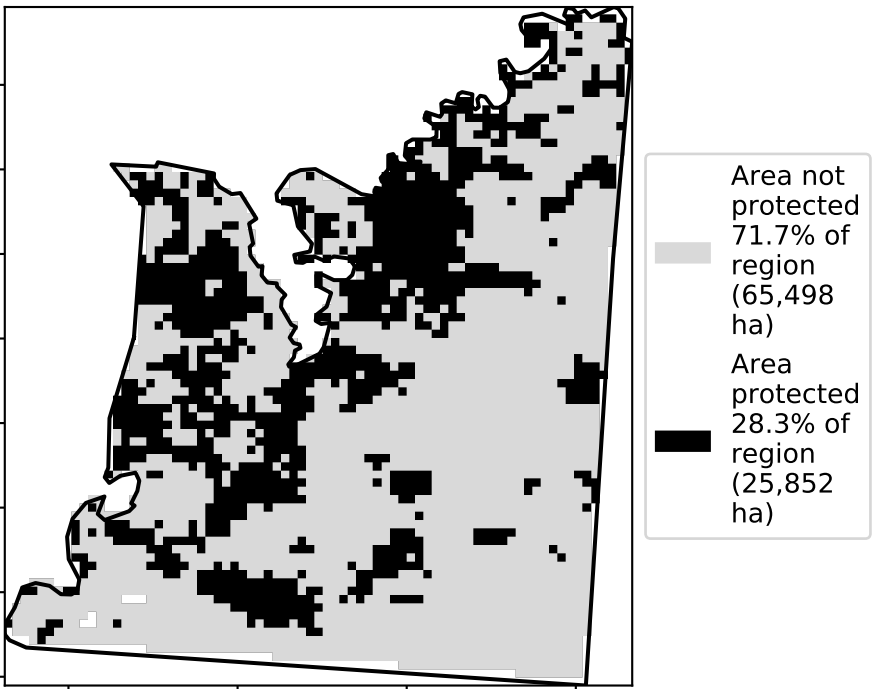 Area not
protected
71.7% of
region
(65,498
ha)
Area
protected
28.3% of
region
(25,852
ha)